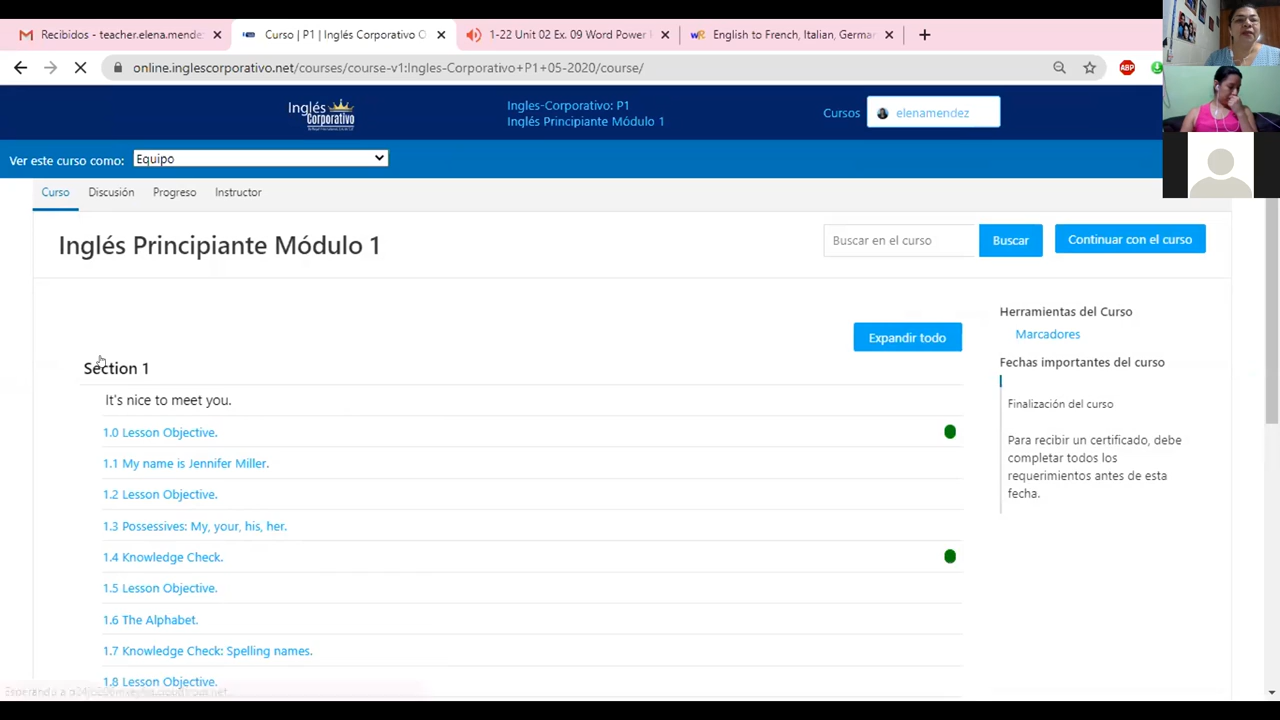 Recibidos - teacher.elena.mende
Curso | P1 | Inglés Corporativo O
1-22 Unit 02 Ex. 09 Word Power
English to French, Italian, German
online.inglescorporativo.net/courses/course-v1:Ingles-Corporativo+P1+05-2020/course/
ABP
Inglés
Corporativo
Ingles-Corporativo: P1
Inglés Principiante Módulo 1
Cursos
elenamendez
Ver este curso como:
Equipo
Curso
Discusión
Progreso
Instructor
Inglés Principiante Módulo 1
Buscar en el curso
Buscar
Continuar con el curso
Expandir todo
Herramientas del Curso
Marcadores
Fechas importantes del curso
Finalización del curso
Para recibir un certificado, debe
completar todos los
requerimientos antes de esta
fecha.
Section 1
It's nice to meet you.
1.0 Lesson Objective.
1.1 My name is Jennifer Miller.
1.2 Lesson Objective.
1.3 Possessives: My, your, his, her.
1.4 Knowledge Check.
1.5 Lesson Objective.
1.6 The Alphabet.
1.7 Knowledge Check: Spelling names.
1.8 Lesson Objective.